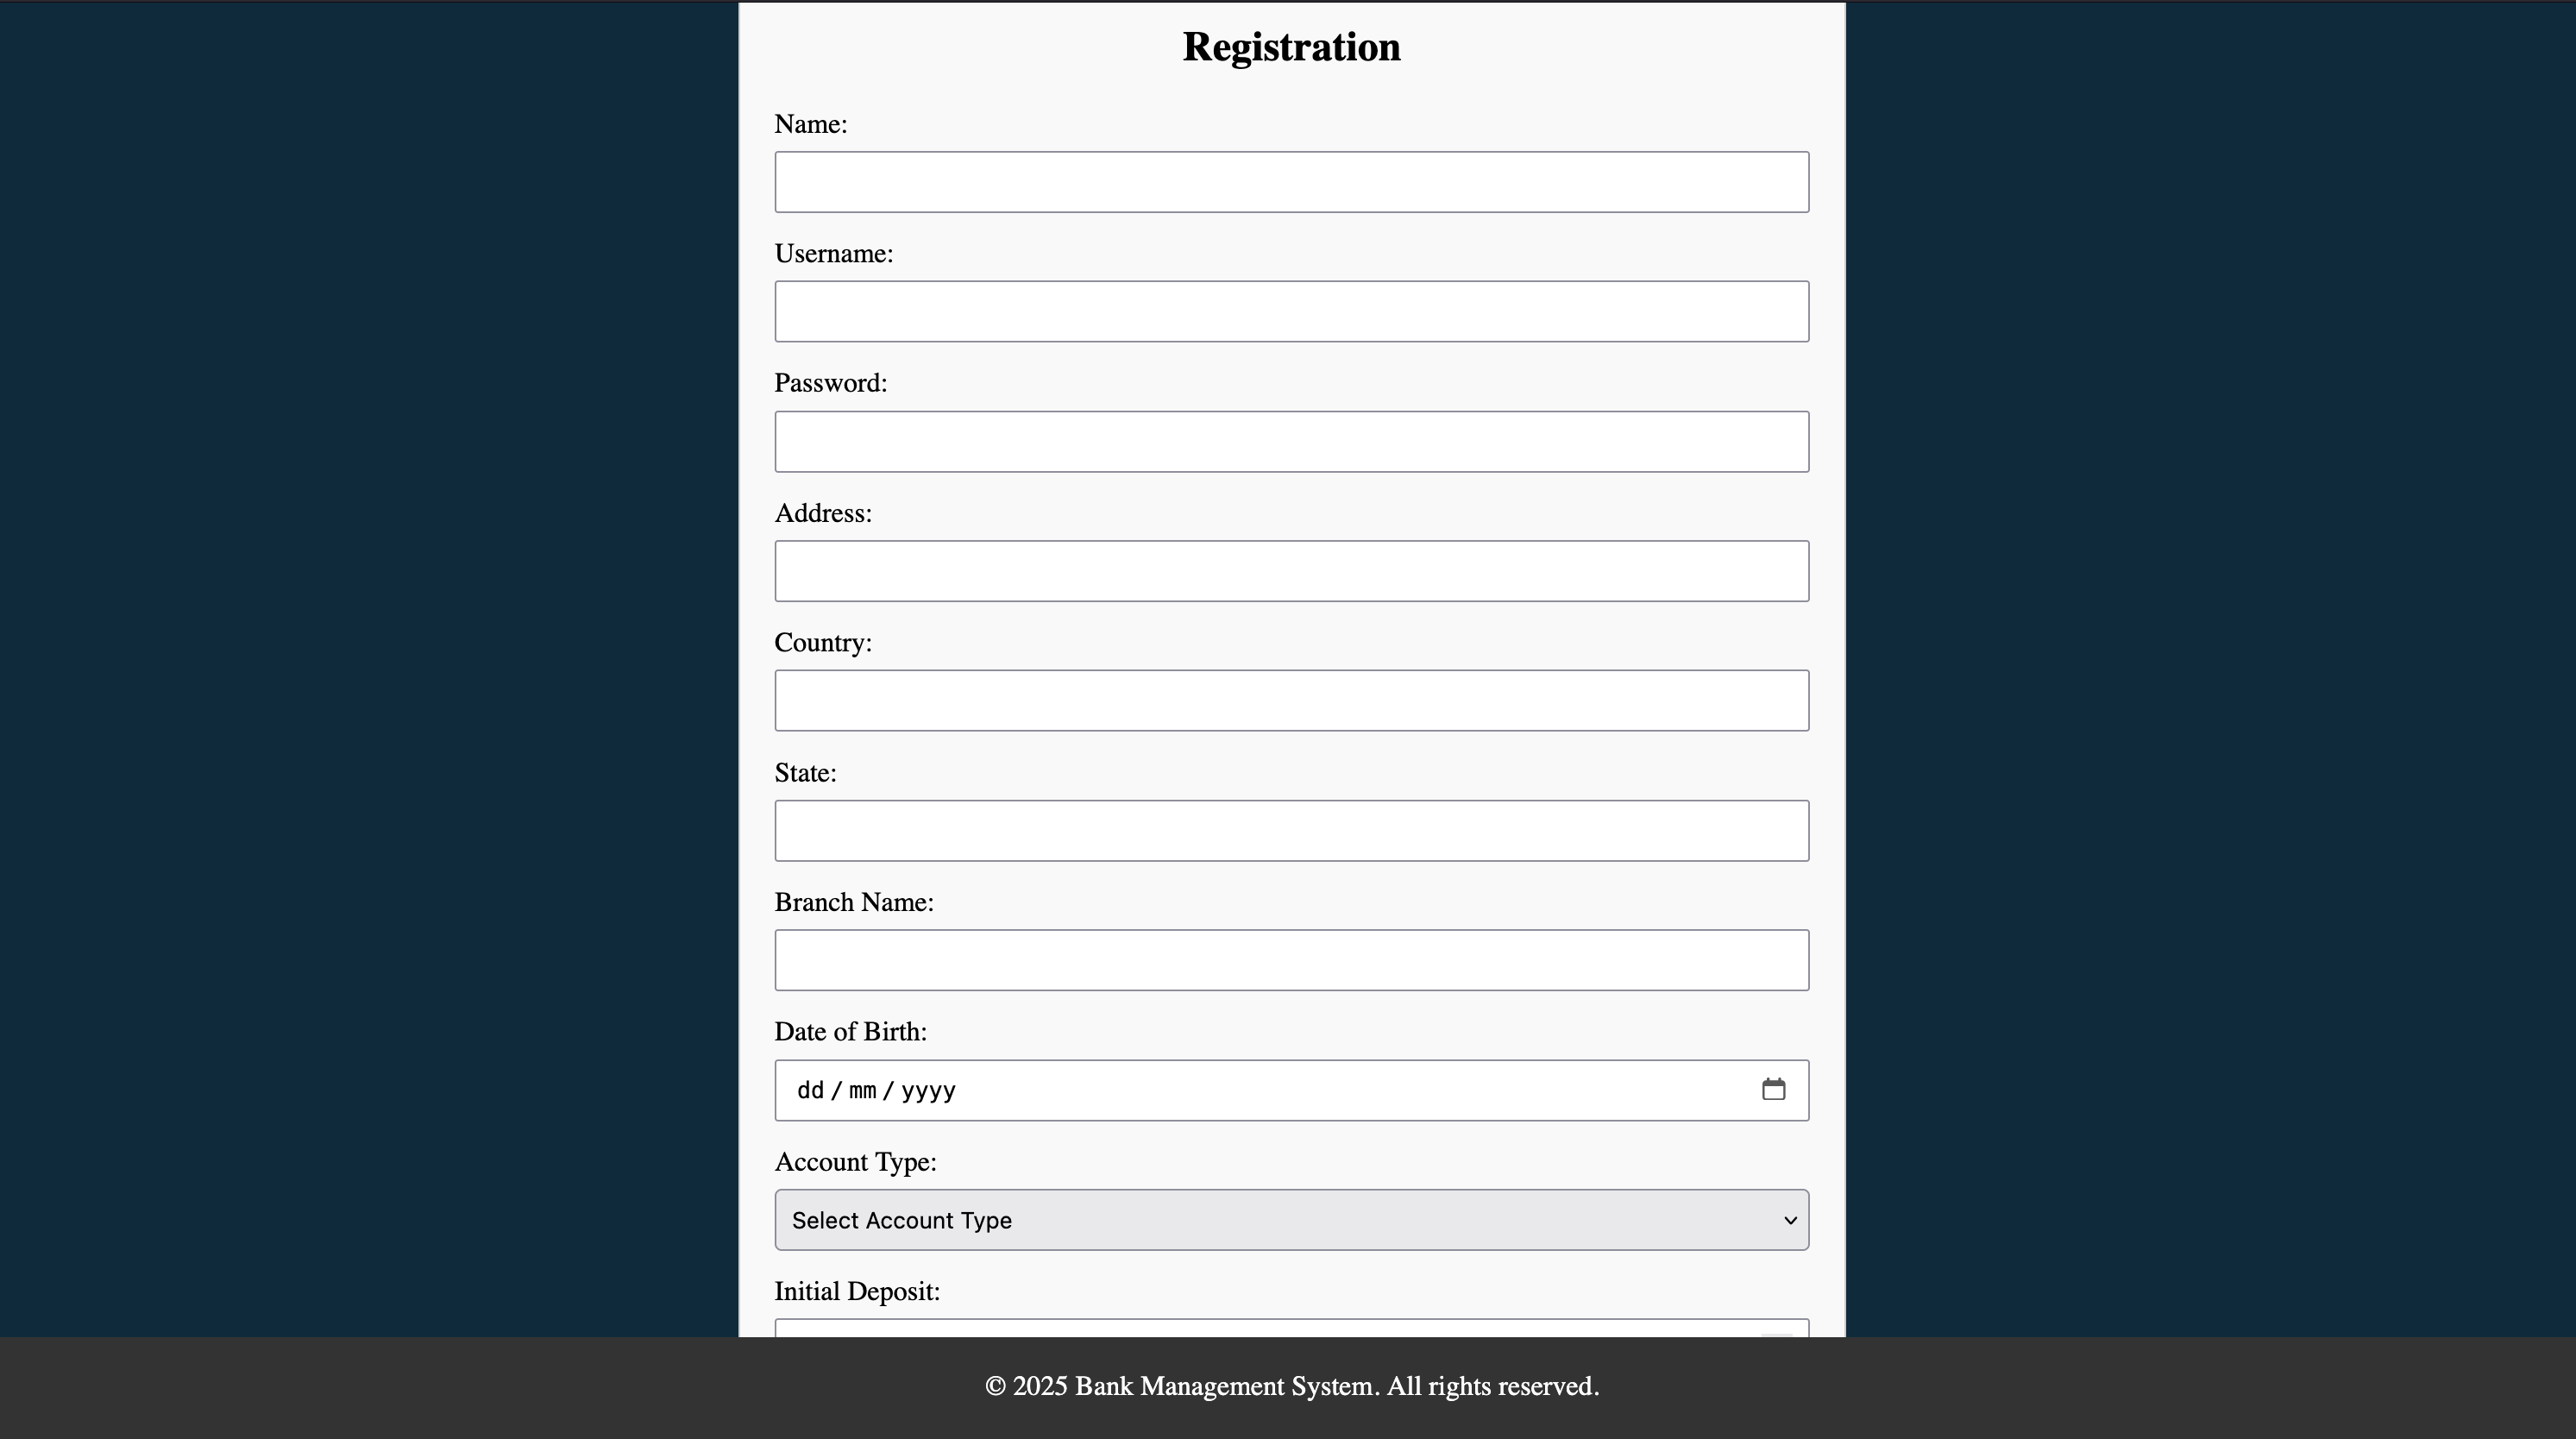 Registration
Name:
Username:
Password:
Address:
Country:
State:
Branch Name:
Date of Birth:
dd / mm / yyyy
Account Type:
Select Account Type
Initial Deposit:
© 2025 Bank Management System. All rights reserved.